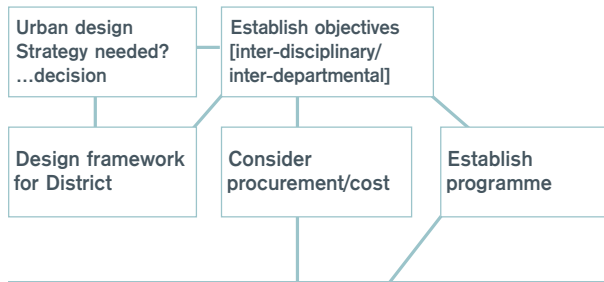 Urban design
Strategy needed?
...decision
Establish objectives
[inter-disciplinary/
inter-departmental]
Design framework
for District
Consider
procurement/cost
Establish
programme